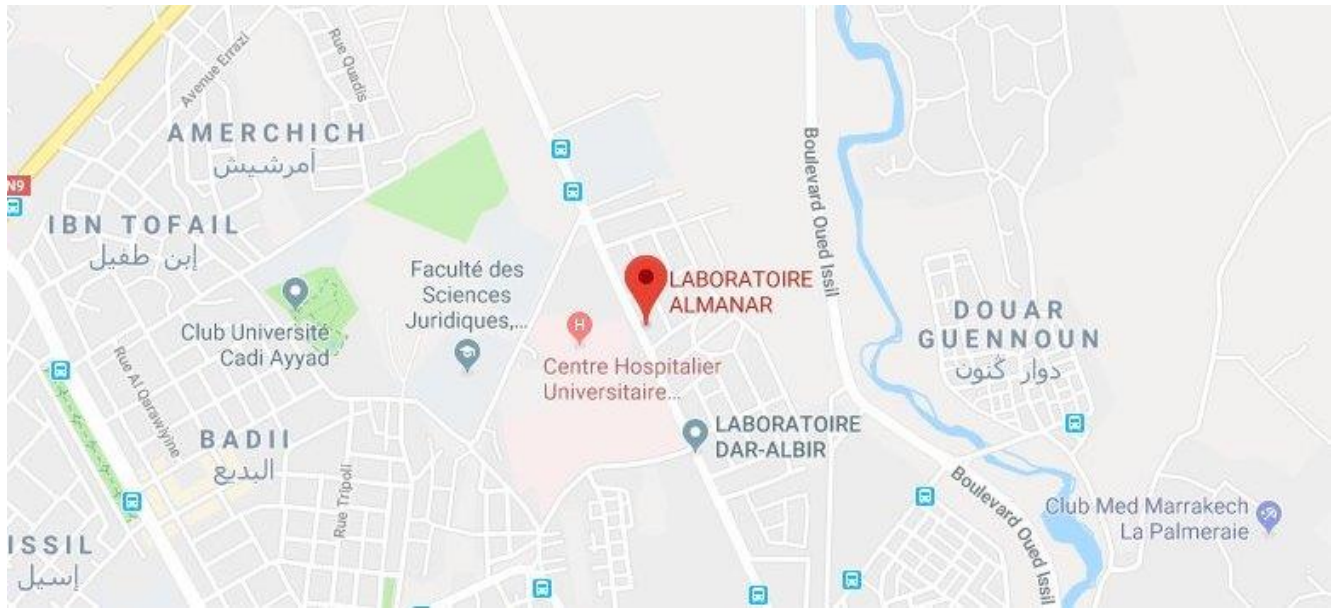 Avenue Errazi
Rue Quadis
AMERCHICH
أمرشيش
N9
IBN TOFAIL
إبن طفيل
Club Université
Cadi Ayyad
Faculté des
Sciences
Juridiques,...
H
Centre Hospitalier
Universitaire...
LABORATOIRE
ALMANAR
Boulevard Oued Issil
DOUAR
GUENNOUN
دوار ڭنون
Rue Al Qarawiyine
BADII
البديع
Rue Tripoli
LABORATOIRE
DAR-ALBIR
Boulevard Oued Issil
Club Med Marrakech
La Palmeraie
ISSIL
إسيل